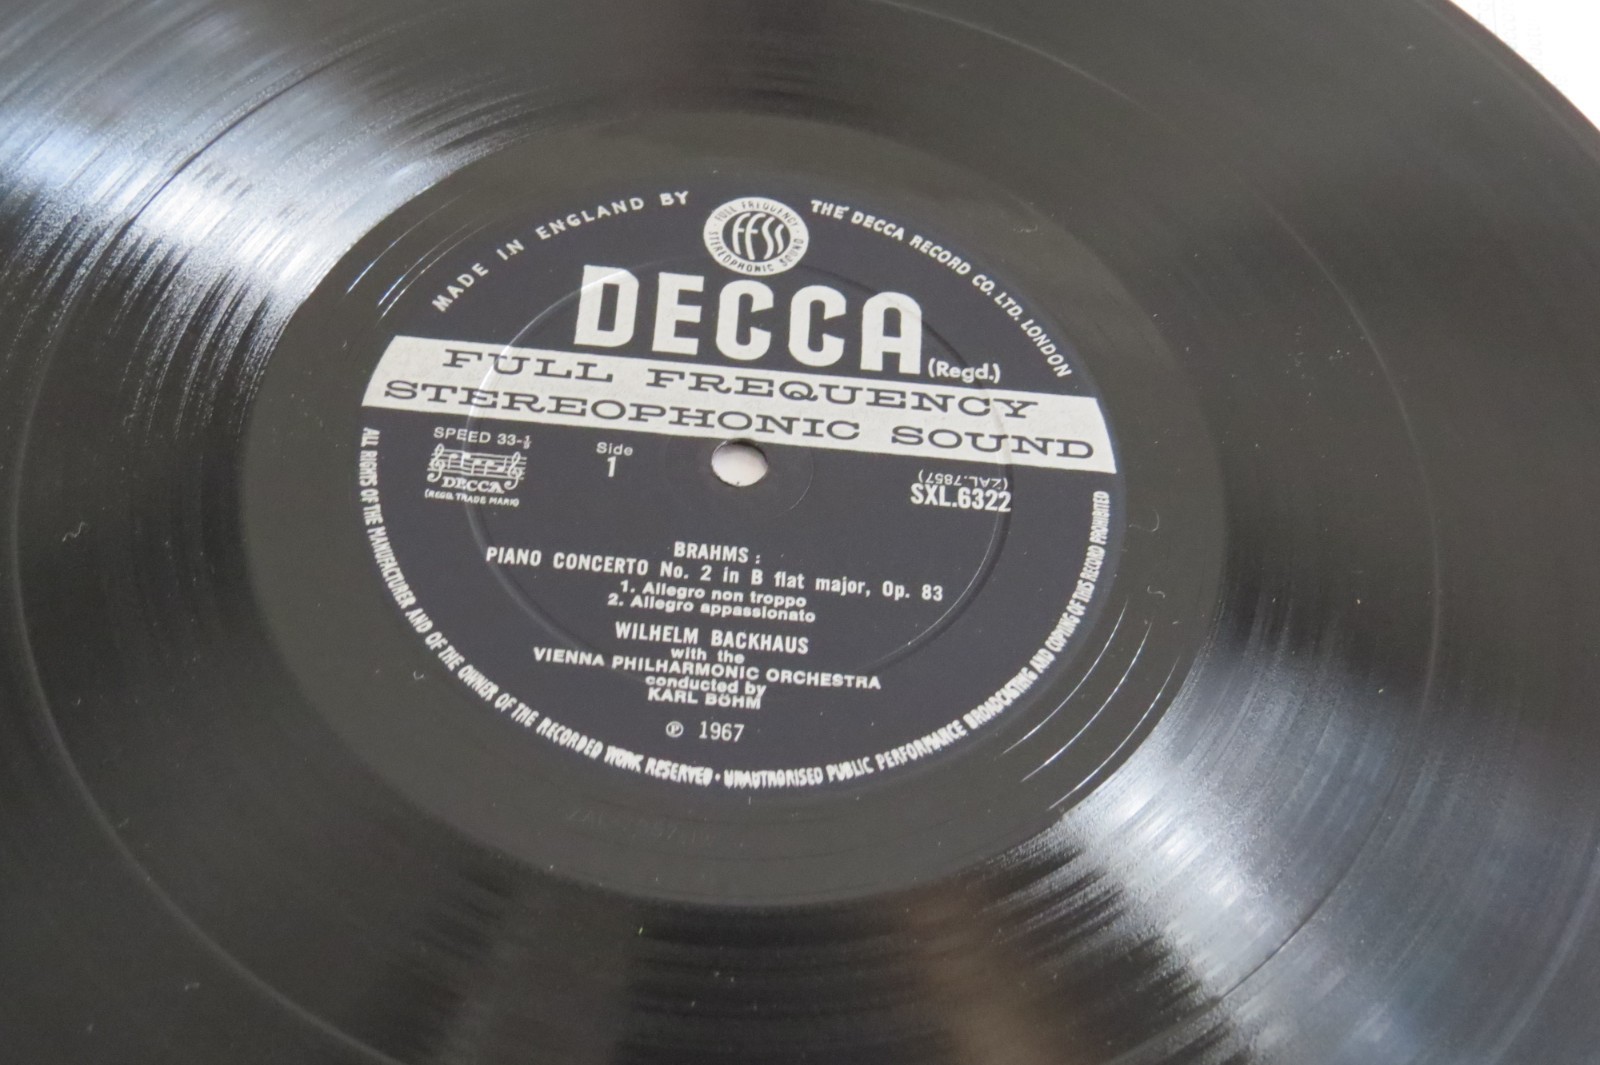 MADE IN ENGLAND BY
THE DECCA RECORD CO. LTD. LONDON
FULL FREQUENCY
FFSS
STEREOPHONIC SOUND
DECCA
(Regd.)
FULL FREQUENCY
STEREOPHONIC SOUND
SPEED 33-⅓
DECCA
(REGD. TRADE MARK)
Side
1
(ZAL.7857)
SXL.6322
BRAHMS :
PIANO CONCERTO No. 2 in B flat major, Op. 83
1. Allegro non troppo
2. Allegro appassionato
WILHELM BACKHAUS
with the
VIENNA PHILHARMONIC ORCHESTRA
conducted by
KARL BÖHM
℗ 1967
ALL RIGHTS OF THE MANUFACTURER AND OF THE OWNER OF THE RECORDED WORK RESERVED · UNAUTHORISED PUBLIC PERFORMANCE BROADCASTING AND COPYING OF THIS RECORD PROHIBITED